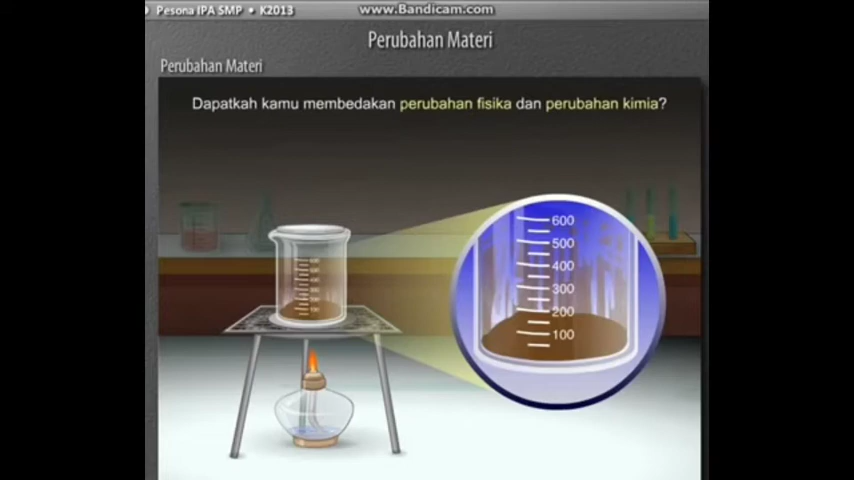 Pesona IPA SMP • K2013
www.Bandicam.com
Perubahan Materi
Perubahan Materi
Dapatkah kamu membedakan perubahan fisika dan perubahan kimia?
600
500
400
300
200
100